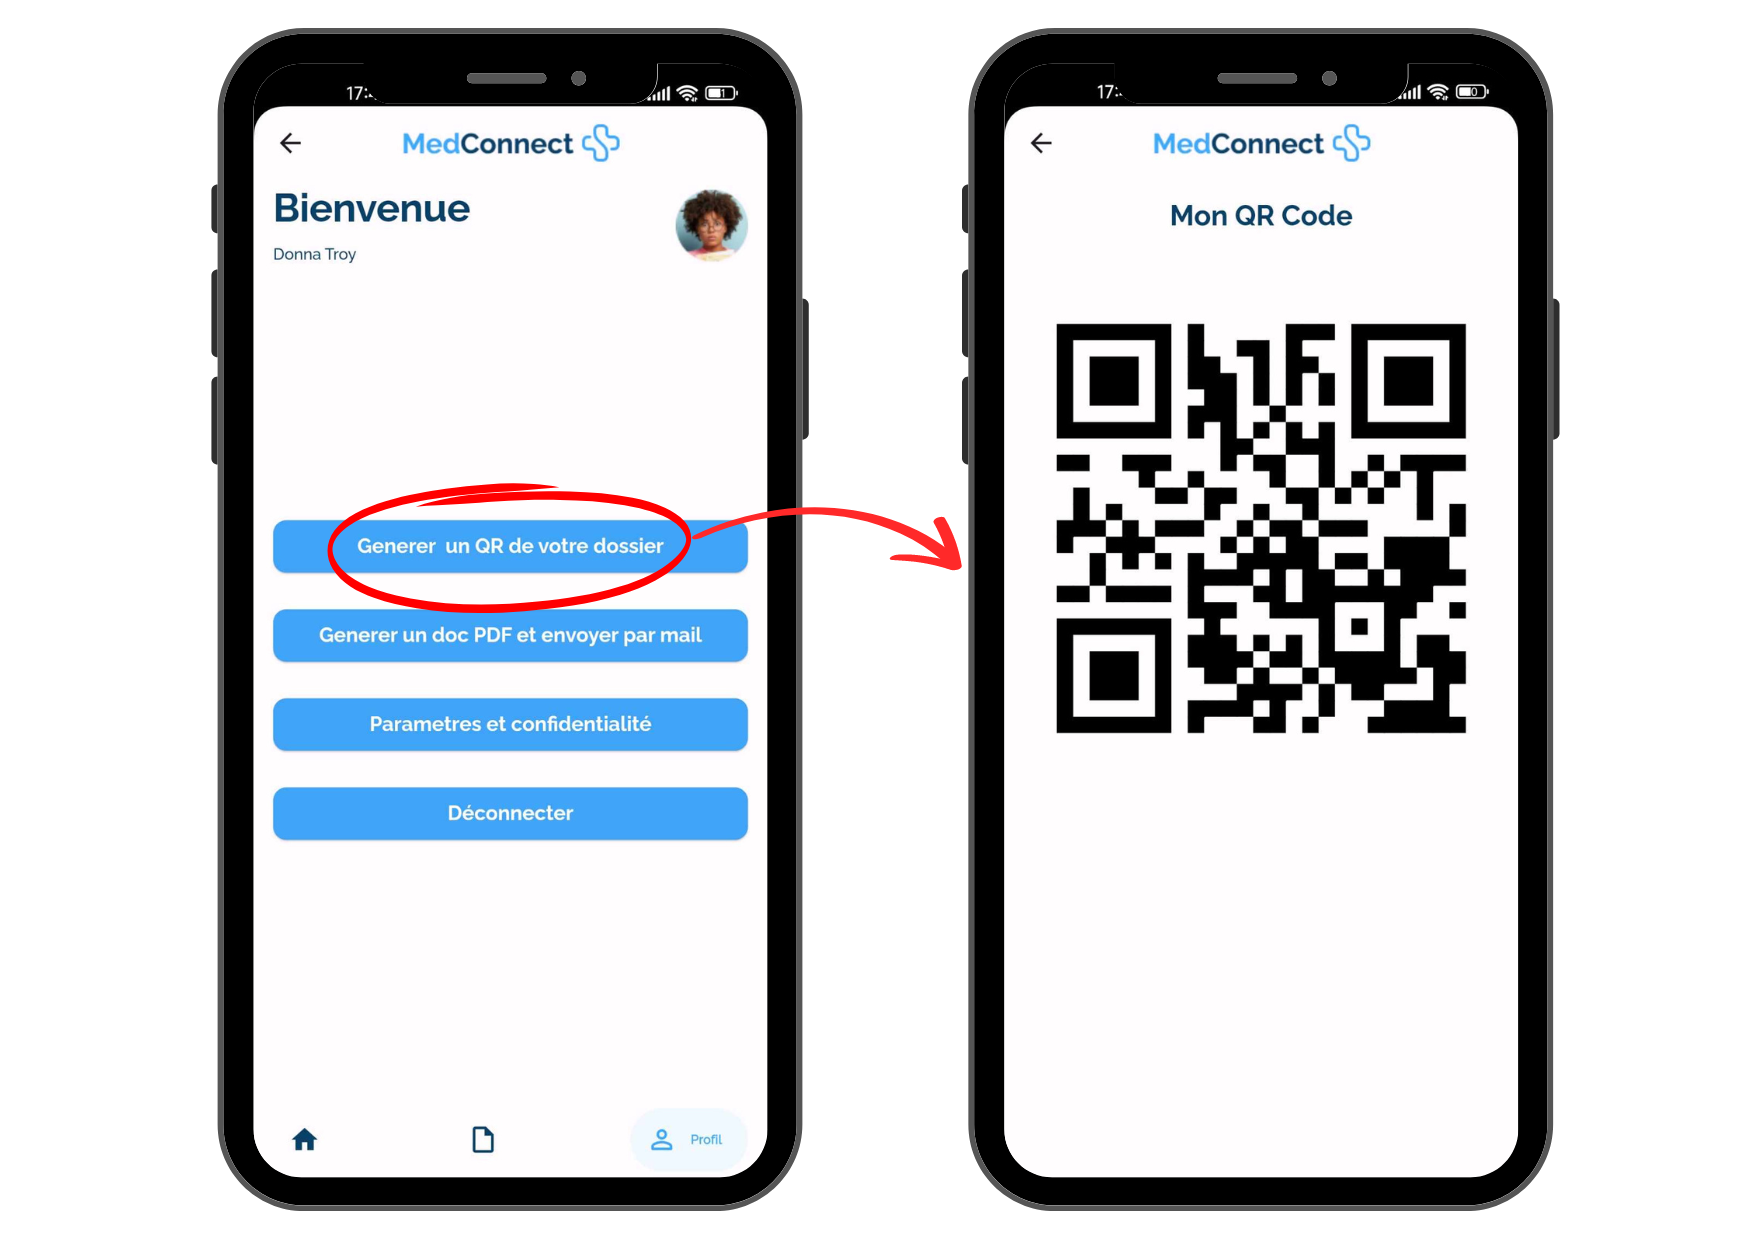 17:
MedConnect
Bienvenue
Donna Troy
Generer un QR de votre dossier
Generer un doc PDF et envoyer par mail
Parametres et confidentialité
Déconnecter
Profil
17:
MedConnect
Mon QR Code